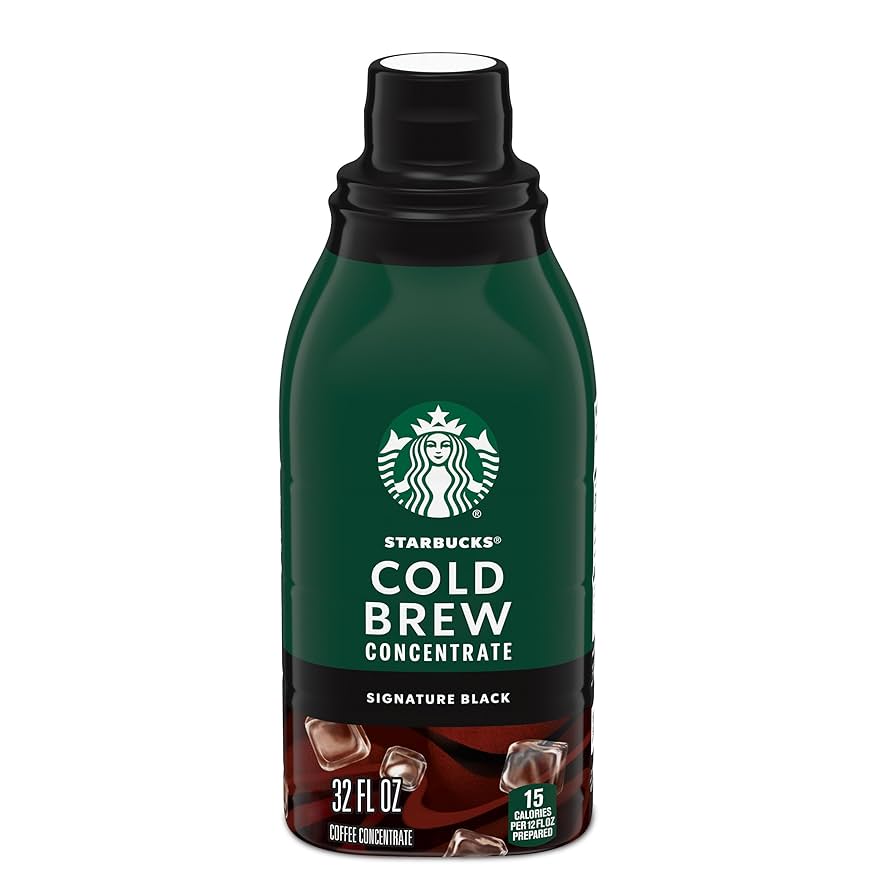 ®
STARBUCKS®
COLD
BREW
CONCENTRATE
SIGNATURE BLACK
32 FL OZ
COFFEE CONCENTRATE
15
CALORIES
PER 12 FL OZ
PREPARED